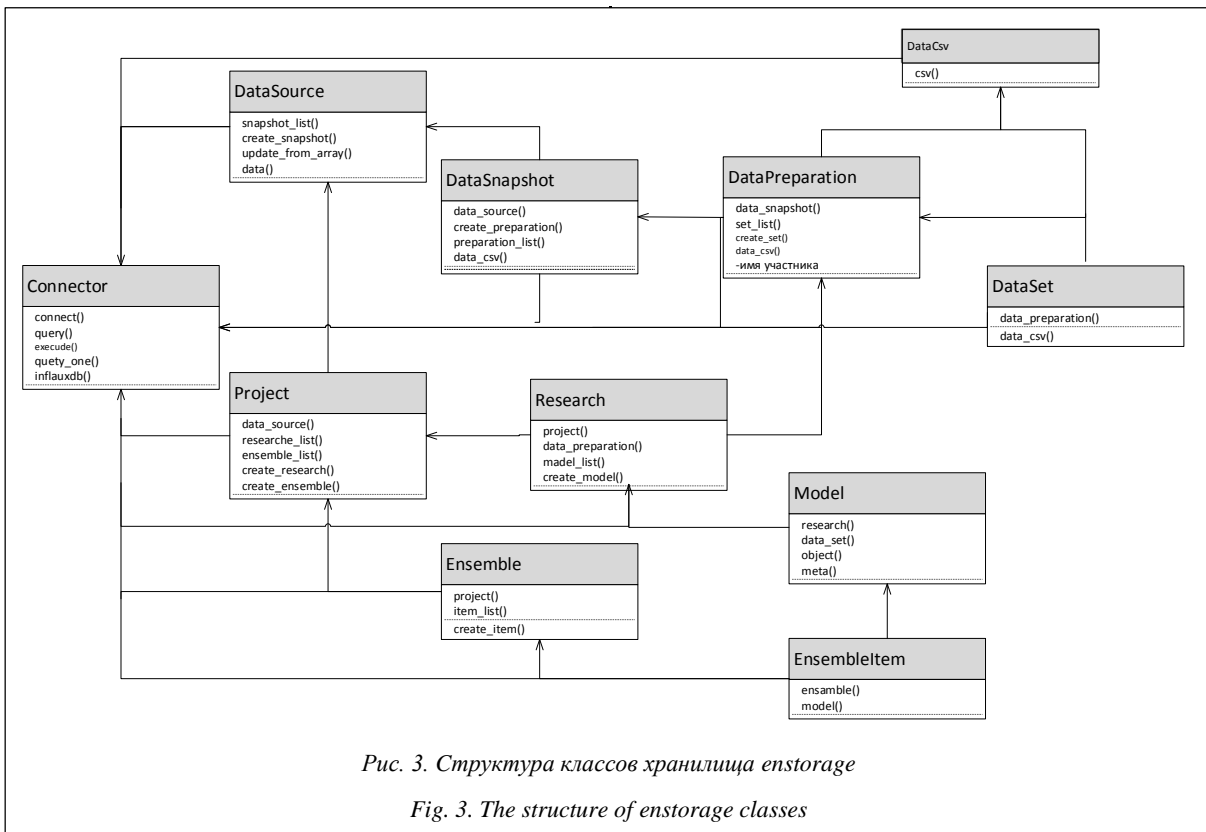 DataCsv
csv()
DataSource
snapshot_list()
create_snapshot()
update_from_array()
data()
DataSnapshot
data_source()
create_preparation()
preparation_list()
data_csv()
DataPreparation
data_snapshot()
set_list()
create_set()
data_csv()
-имя участника
Connector
connect()
query()
execude()
quety_one()
inflauxdb()
DataSet
data_preparation()
data_csv()
Project
data_source()
researche_list()
ensemble_list()
create_research()
create_ensemble()
Research
project()
data_preparation()
madel_list()
create_model()
Model
research()
data_set()
object()
meta()
Ensemble
project()
item_list()
create_item()
EnsembleItem
ensamble()
model()
Рис. 3. Структура классов хранилища enstorage
Fig. 3. The structure of enstorage classes